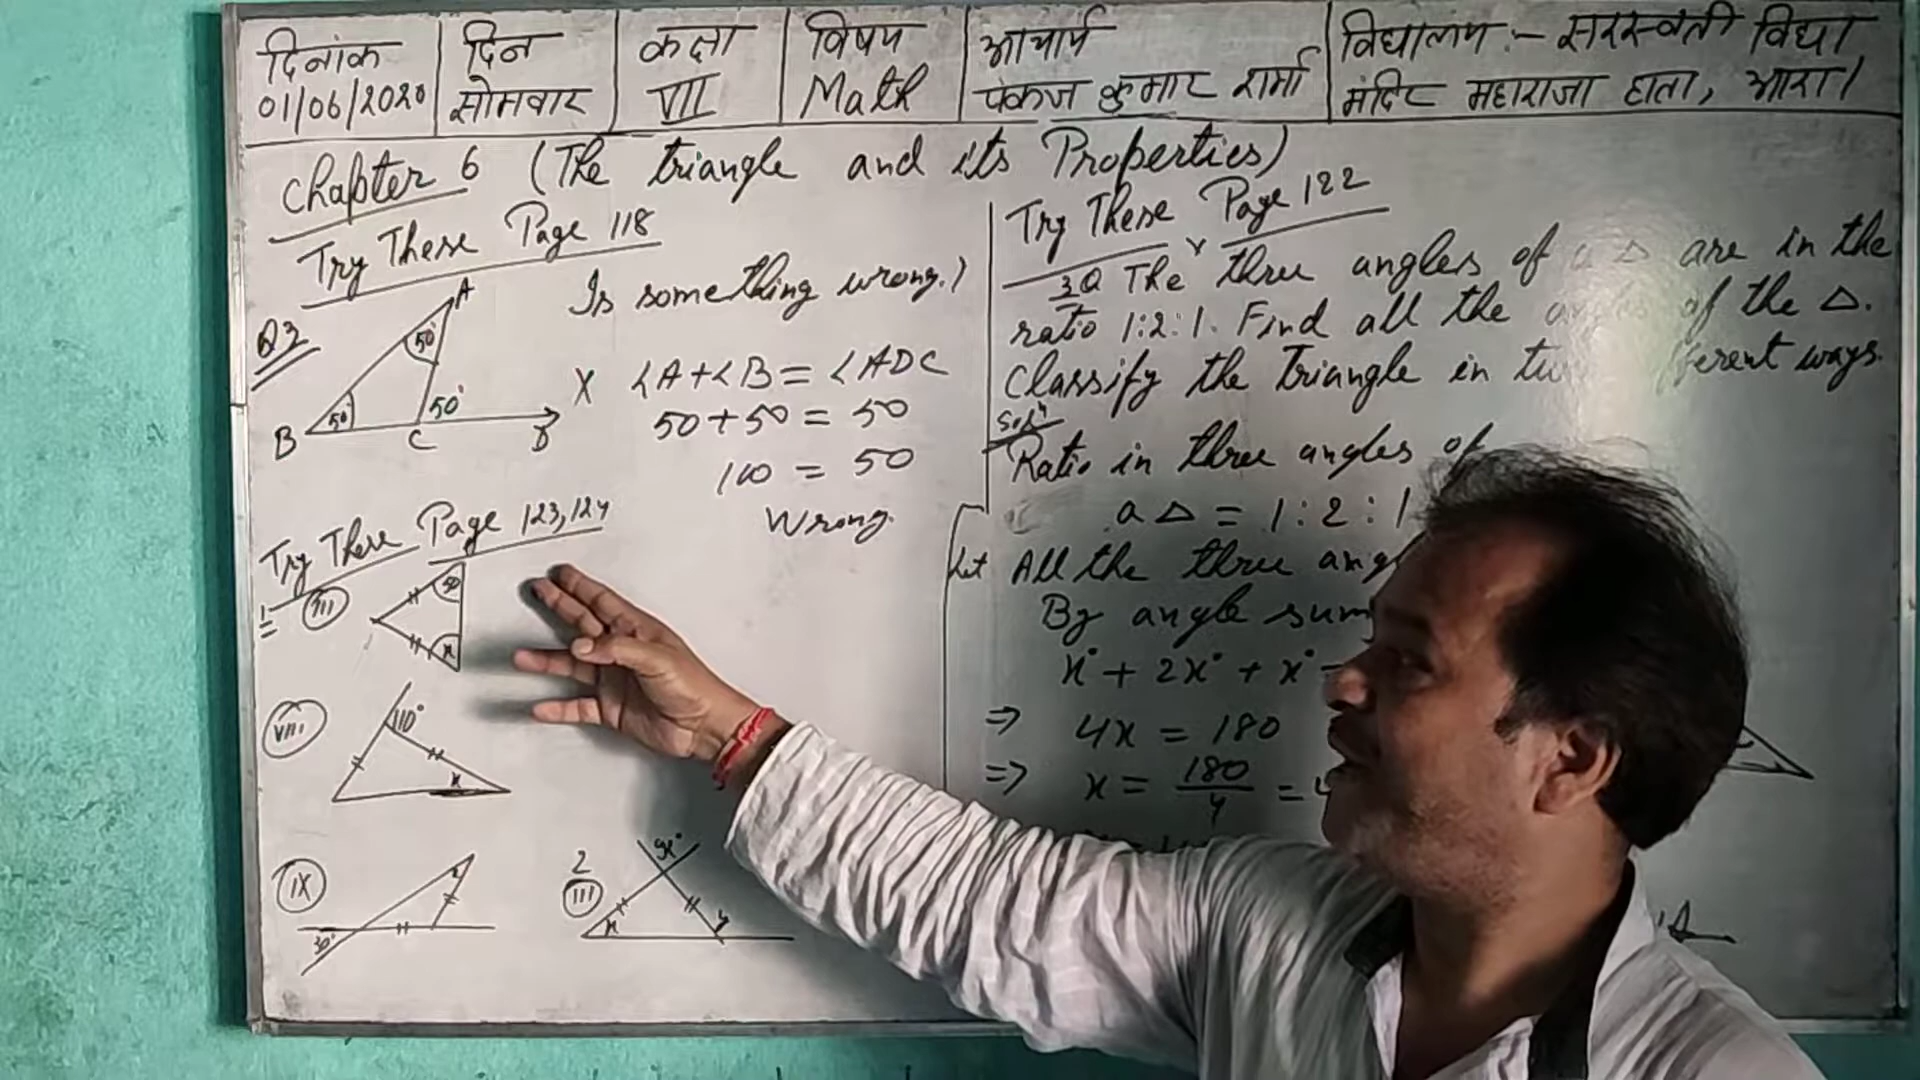 दिनांक
01/06/2020
दिन
सोमवार
कक्षा
VII
विषय
Math
आचार्य
पंकज कुमार शर्मा
विद्यालय :- सरस्वती विद्या
मंदिर महाराजा हाता, आरा।
Chapter 6 (The triangle and its Properties)
Try These Page 118
Q2
Is something wrong.)
A
50°
50°
50°
B
C
D
X ∠A+∠B = ∠ADC
50+50 = 50
100 = 50
Wrong.
Try These Page 123, 124
1 (iii)
50
x
(viii)
110°
x
(IX)
30°
x
2
(iii)
92°
x
y
Try These Page 122
3Q The three angles of a △ are in the
ratio 1:2:1. Find all the angles of the △.
Classify the Triangle in ways.
Solⁿ
Ratio in three angles of
a △ = 1:2:1
Let All the three
By angle sum
x° + 2x° + x°
⇒ 4x = 180
⇒ x = 180/4 =